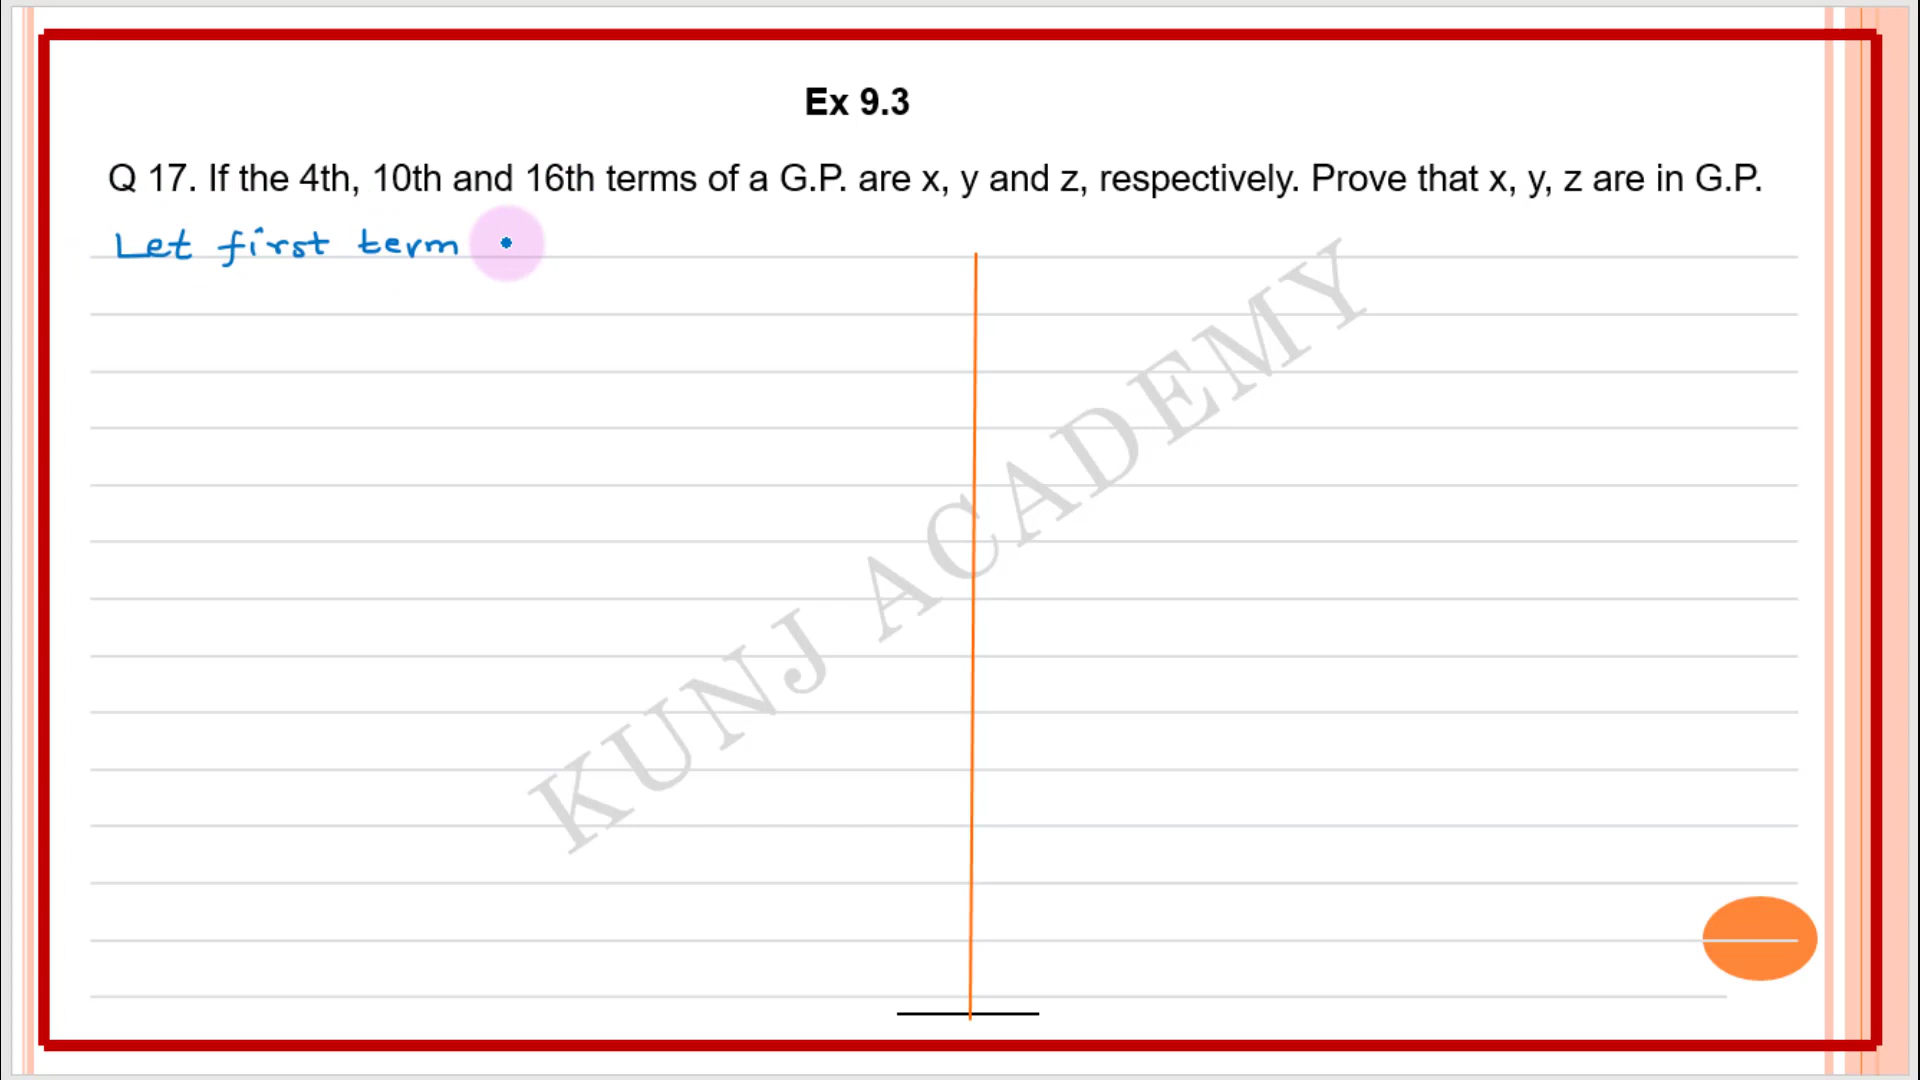 Ex 9.3
Q 17. If the 4th, 10th and 16th terms of a G.P. are x, y and z, respectively. Prove that x, y, z are in G.P.
Let first term
KUNJ ACADEMY